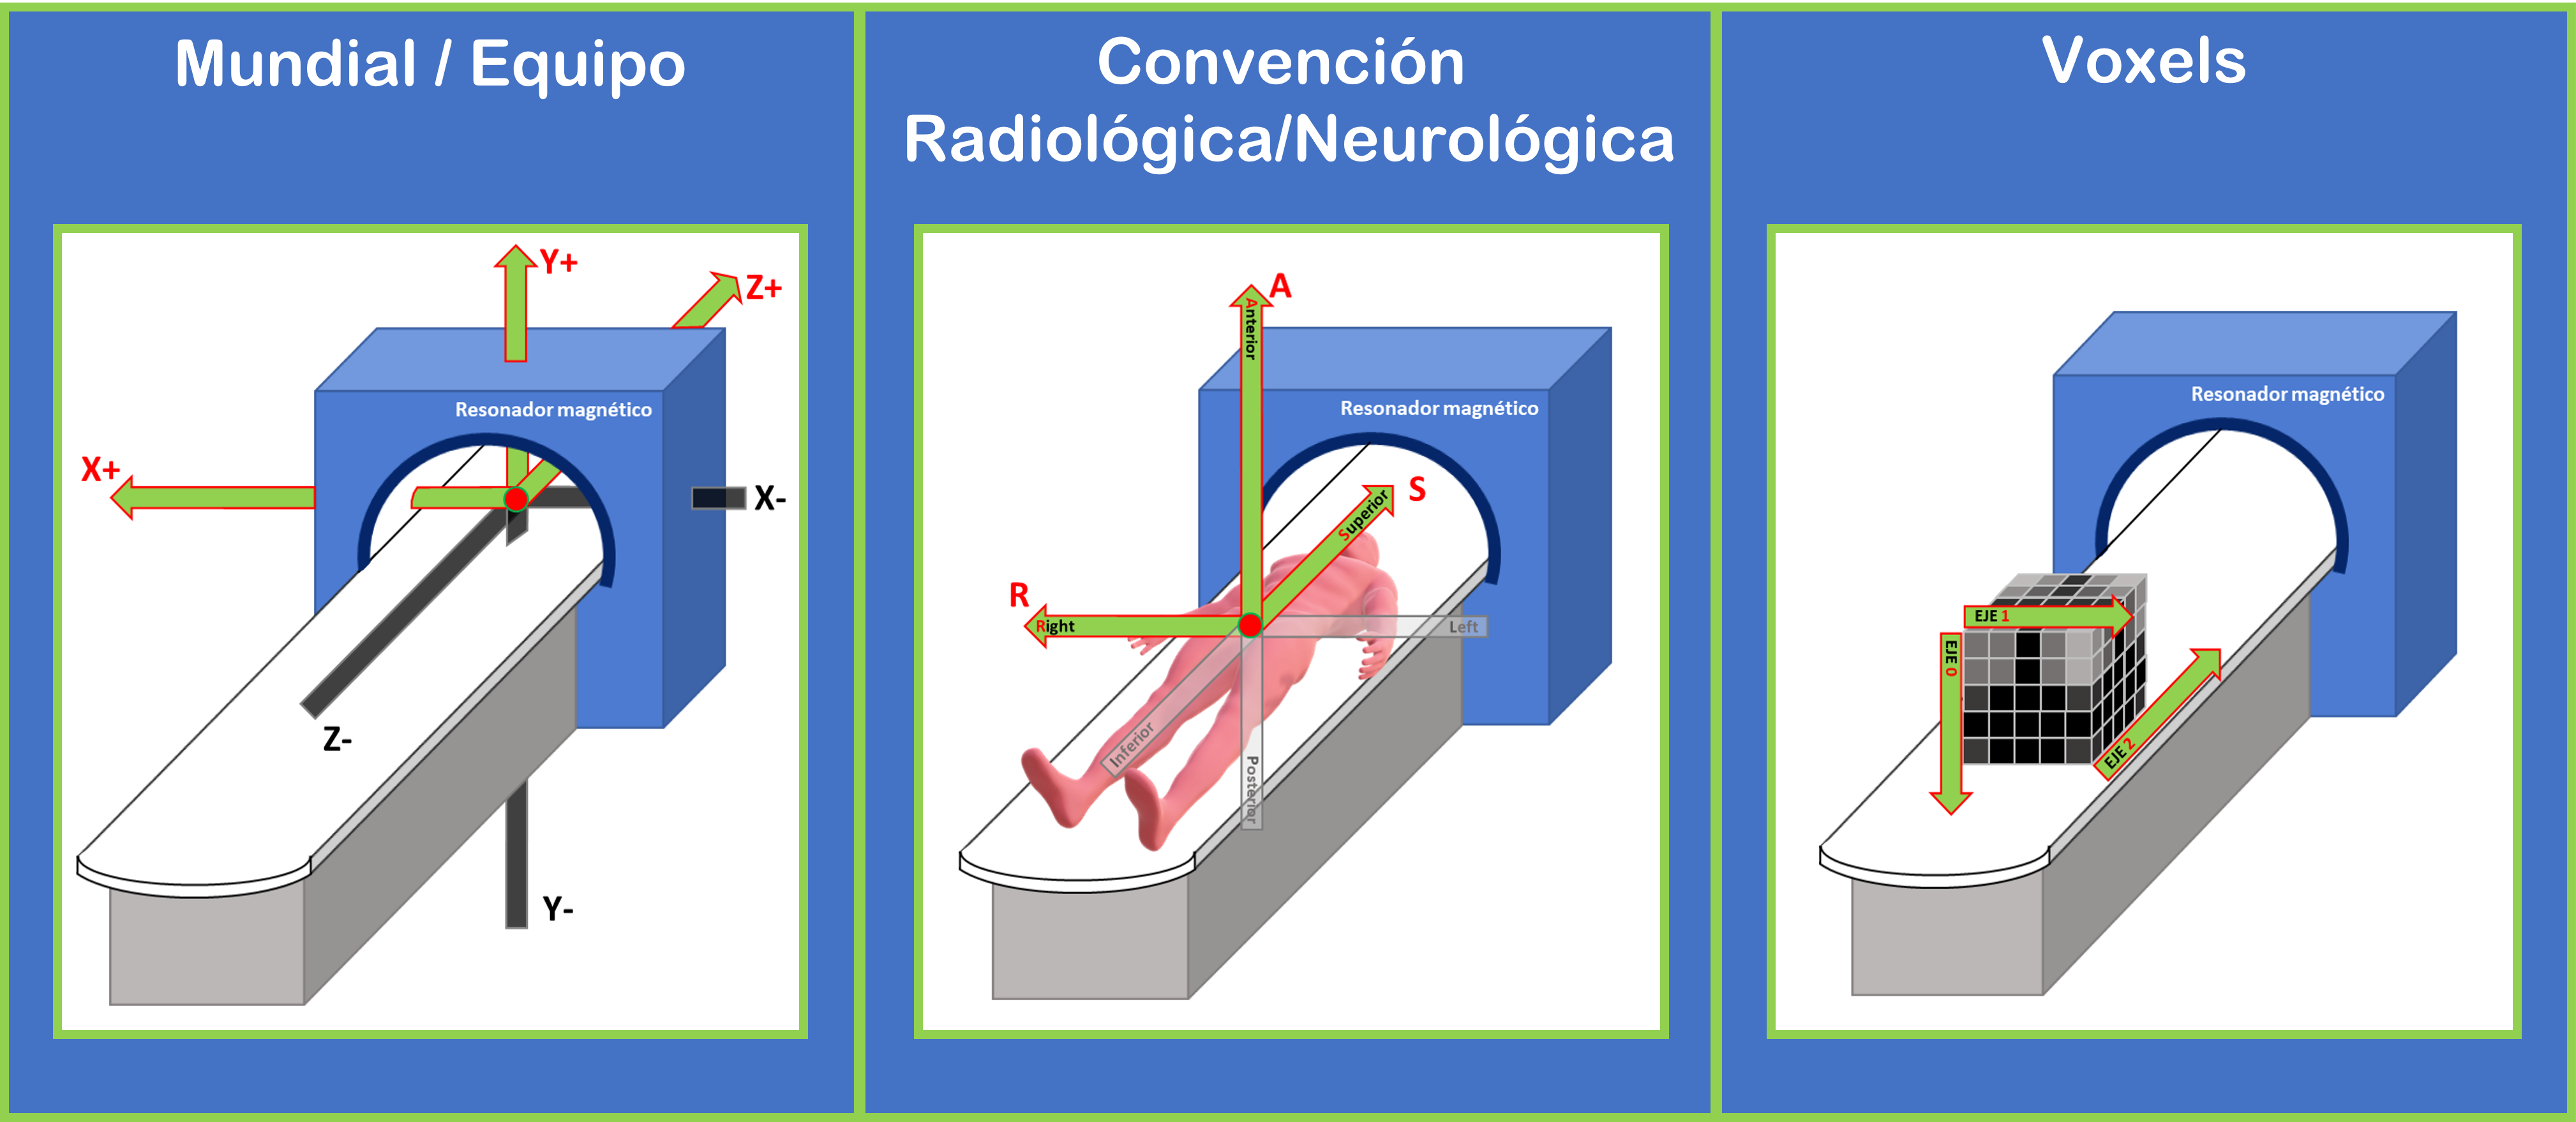 Mundial / Equipo
Y+
Z+
Resonador magnético
X+
X-
Z-
Y-
Convención
Radiológica/Neurológica
A
Anterior
Resonador magnético
S
Superior
R
Right
Left
Inferior
Posterior
Voxels
Resonador magnético
EJE 1
EJE 0
EJE 2